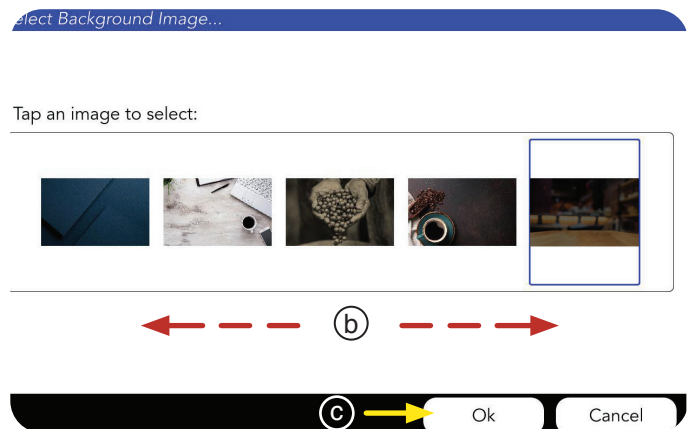 elect Background Image...
Tap an image to select:
b
c
Ok
Cancel